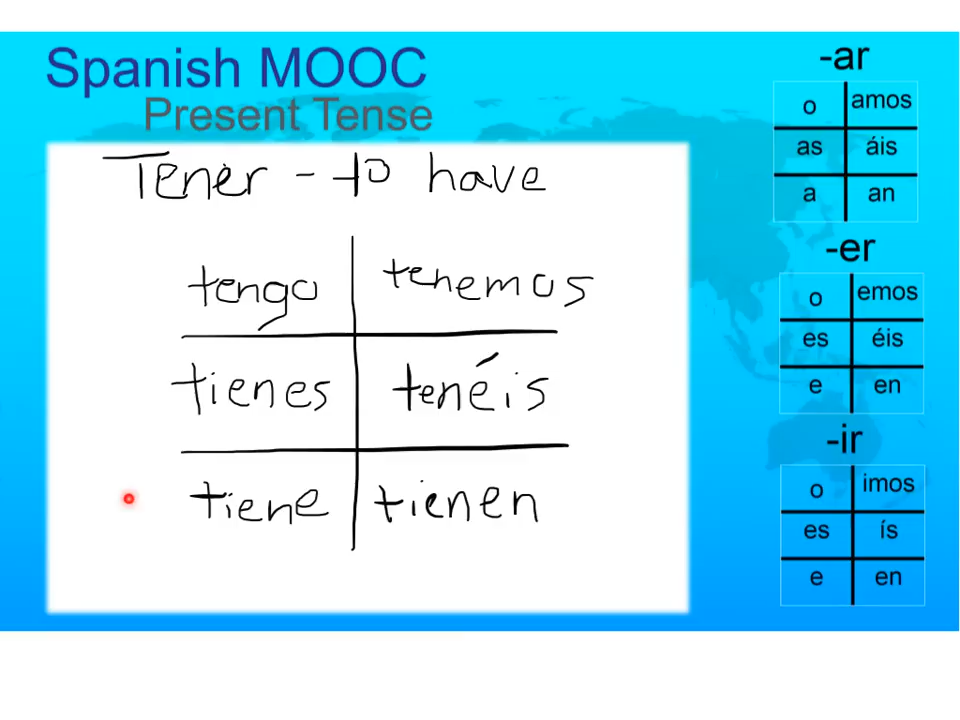 Spanish MOOC
Present Tense
Tener - to have
tengo tenemos
tienes tenéis
tiene tienen
-ar
o amos
as áis
a an
-er
o emos
es éis
e en
-ir
o imos
es ís
e en